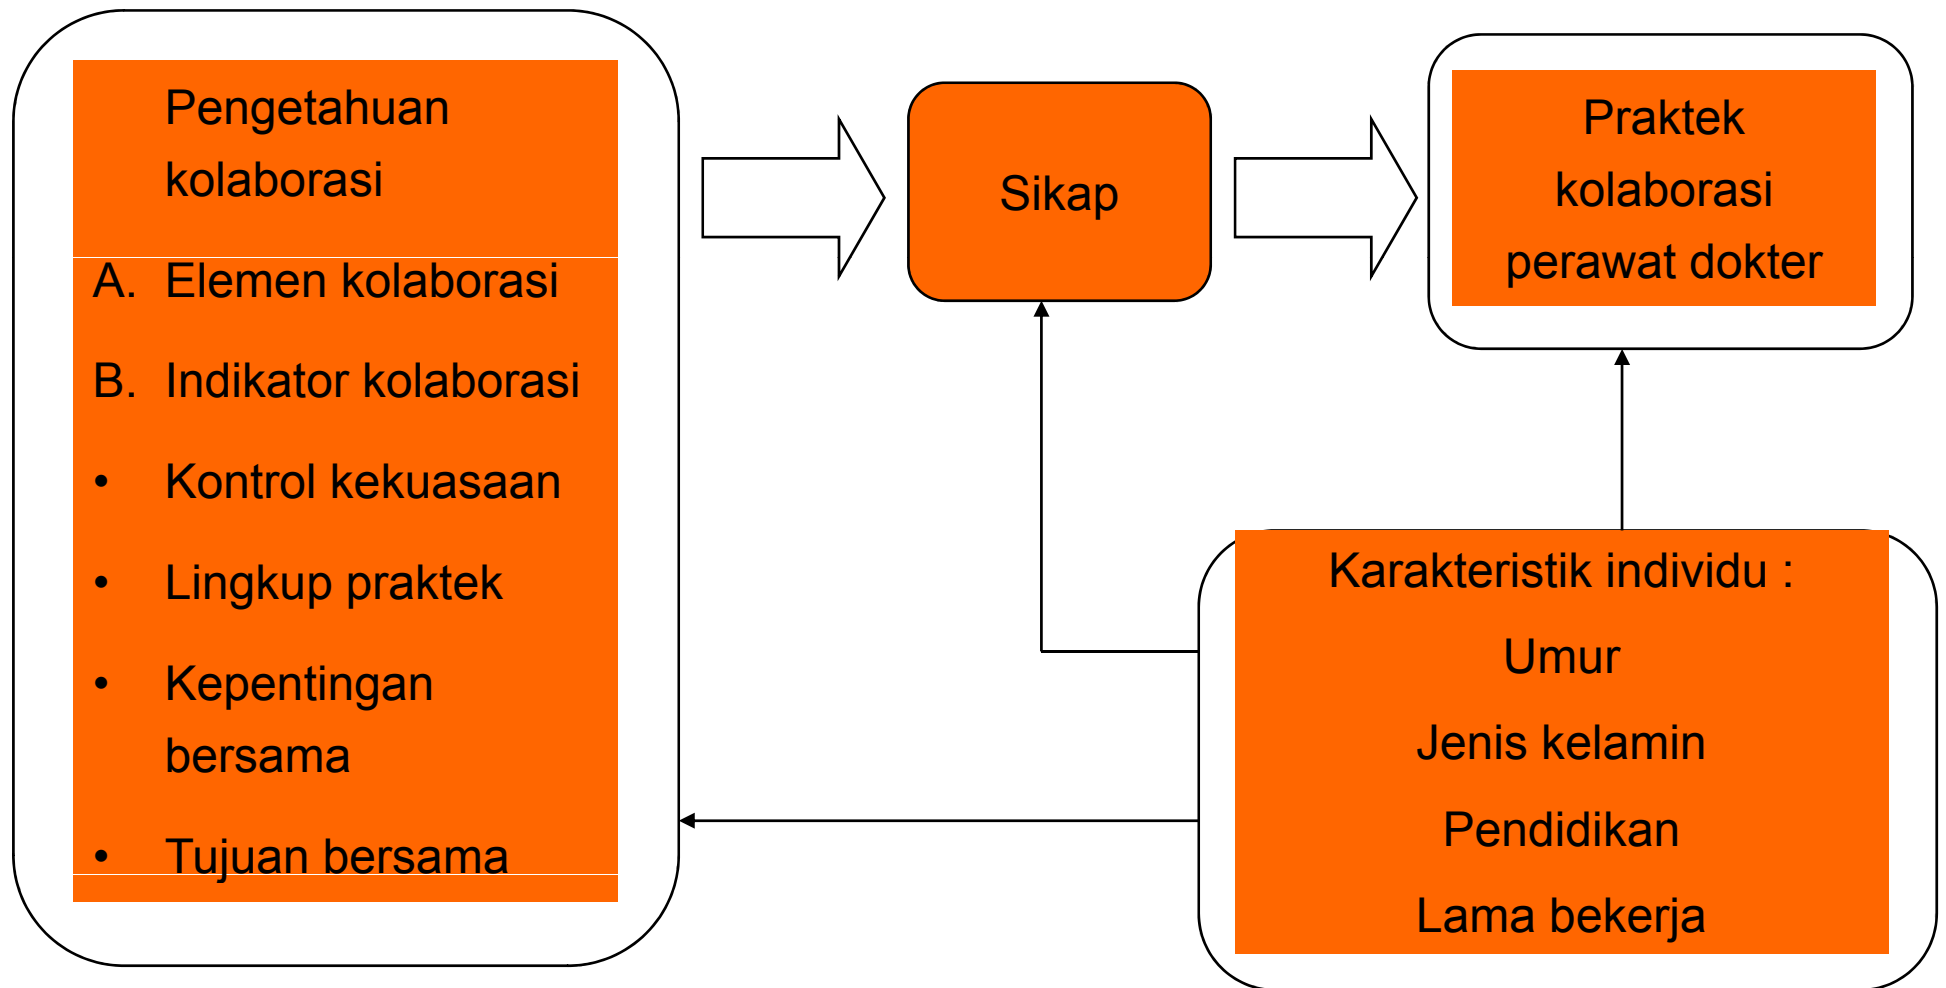 Pengetahuan
kolaborasi
A. Elemen kolaborasi
B. Indikator kolaborasi
• Kontrol kekuasaan
• Lingkup praktek
• Kepentingan
bersama
• Tujuan bersama
Sikap
Praktek
kolaborasi
perawat dokter
Karakteristik individu :
Umur
Jenis kelamin
Pendidikan
Lama bekerja